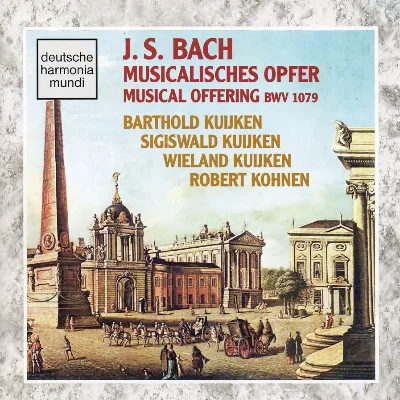 deutsche
harmonia
mundi
J. S. BACH
MUSICALISCHES OPFER
MUSICAL OFFERING BWV 1079
BARTHOLD KUIJKEN
SIGISWALD KUIJKEN
WIELAND KUIJKEN
ROBERT KOHNEN